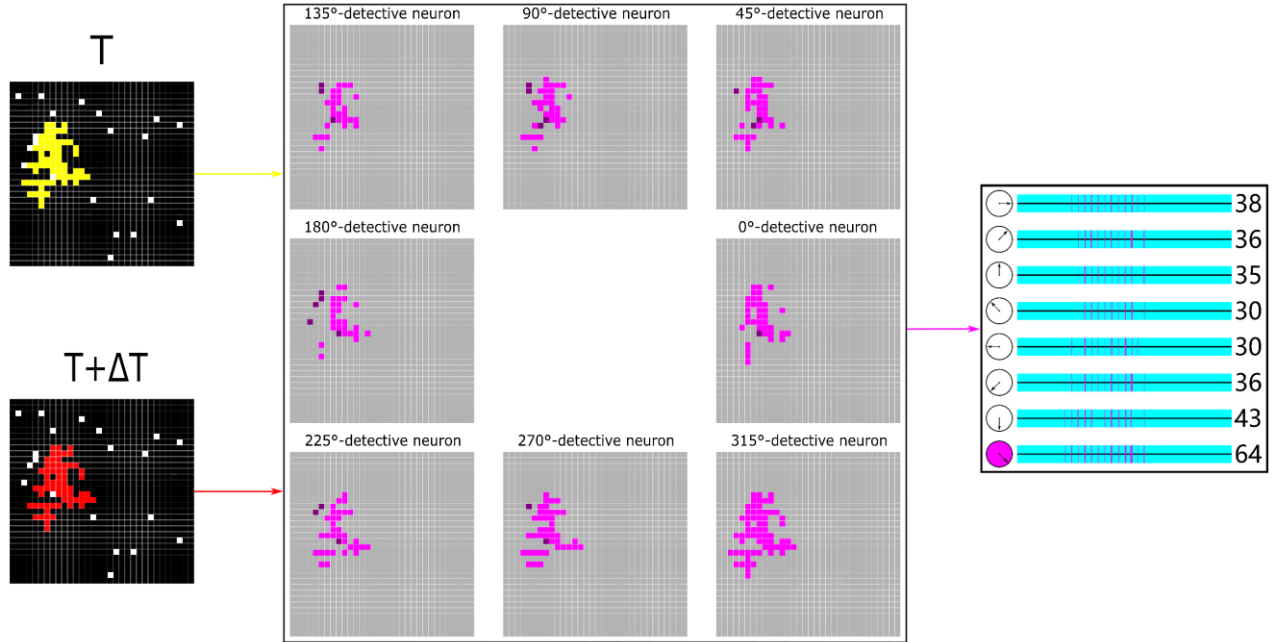 T
T+ΔT
135°-detective neuron
90°-detective neuron
45°-detective neuron
180°-detective neuron
0°-detective neuron
225°-detective neuron
270°-detective neuron
315°-detective neuron
38
36
35
30
30
36
43
64